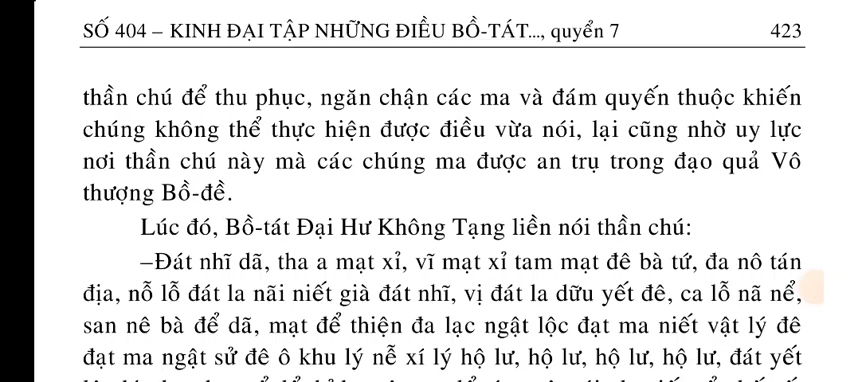 SỐ 404 – KINH ĐẠI TẬP NHỮNG ĐIỀU BỒ-TÁT..., quyển 7 423
thần chú để thu phục, ngăn chận các ma và đám quyến thuộc khiến
chúng không thể thực hiện được điều vừa nói, lại cũng nhờ uy lực
nơi thần chú này mà các chúng ma được an trụ trong đạo quả Vô
thượng Bồ-đề.
Lúc đó, Bồ-tát Đại Hư Không Tạng liền nói thần chú:
–Đát nhĩ dã, tha a mạt xỉ, vĩ mạt xỉ tam mạt đê bà tứ, đa nô tán
địa, nỗ lỗ đát la nãi niết già đát nhĩ, vị đát la dữu yết đê, ca lỗ nã nể,
san nê bà để dã, mạt để thiện đa lạc ngật lộc đạt ma niết vật lý đê
đạt ma ngật sử đê ô khu lý nễ xí lý hộ lư, hộ lư, hộ lư, hộ lư, đát yết